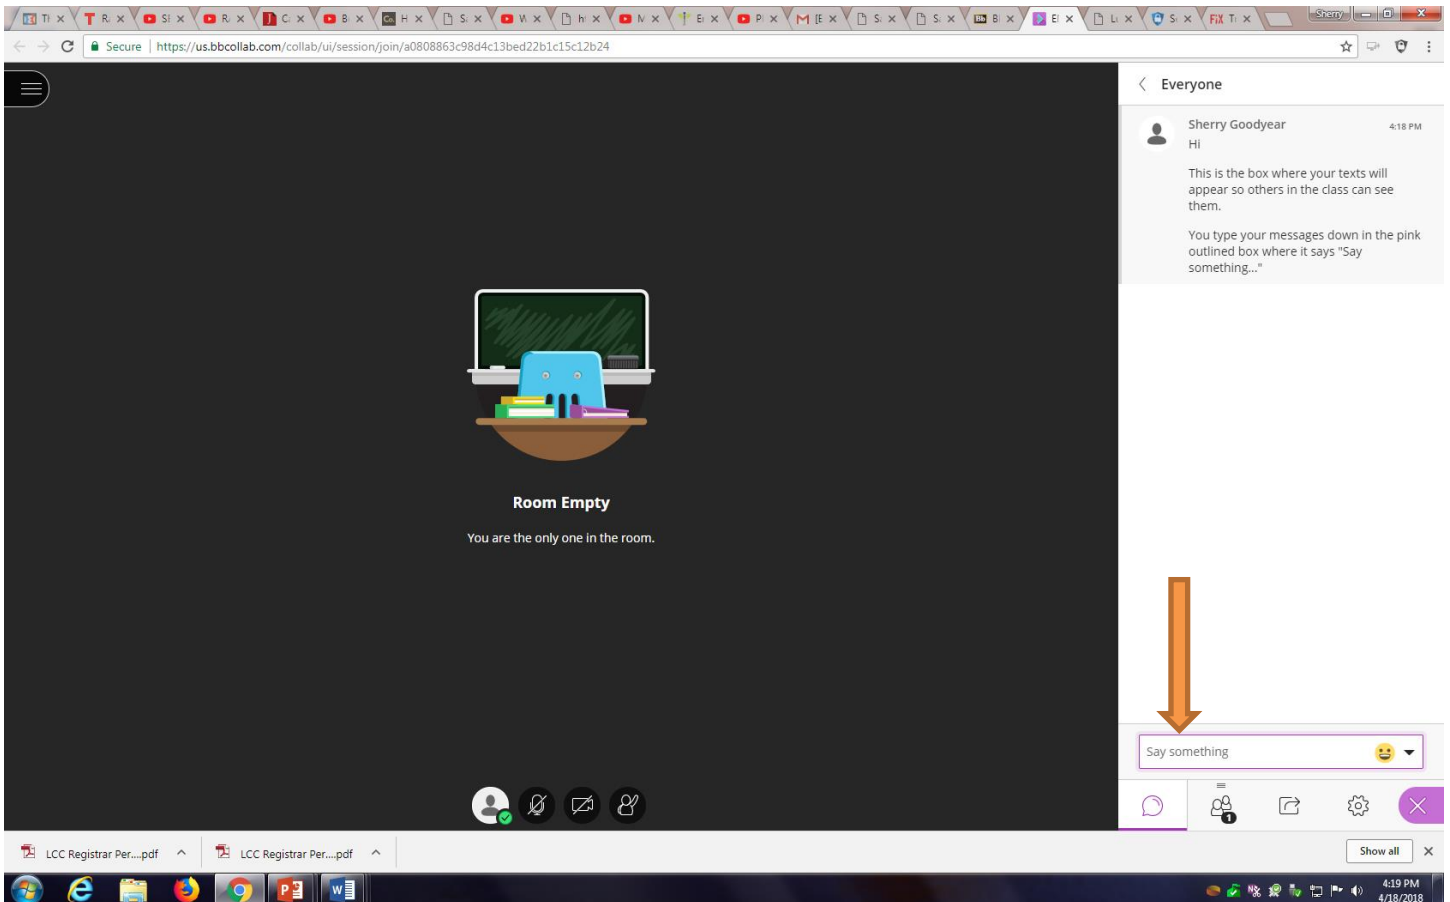 Sherry
Secure | https://us.bbcollab.com/collab/ui/session/join/a0808863c98d4c13bed22b1c15c12b24
Everyone
Sherry Goodyear 4:18 PM
Hi
This is the box where your texts will
appear so others in the class can see
them.
You type your messages down in the pink
outlined box where it says "Say
something..."
Room Empty
You are the only one in the room.
Say something
1
LCC Registrar Per....pdf
LCC Registrar Per....pdf
Show all
4:19 PM
4/18/2018